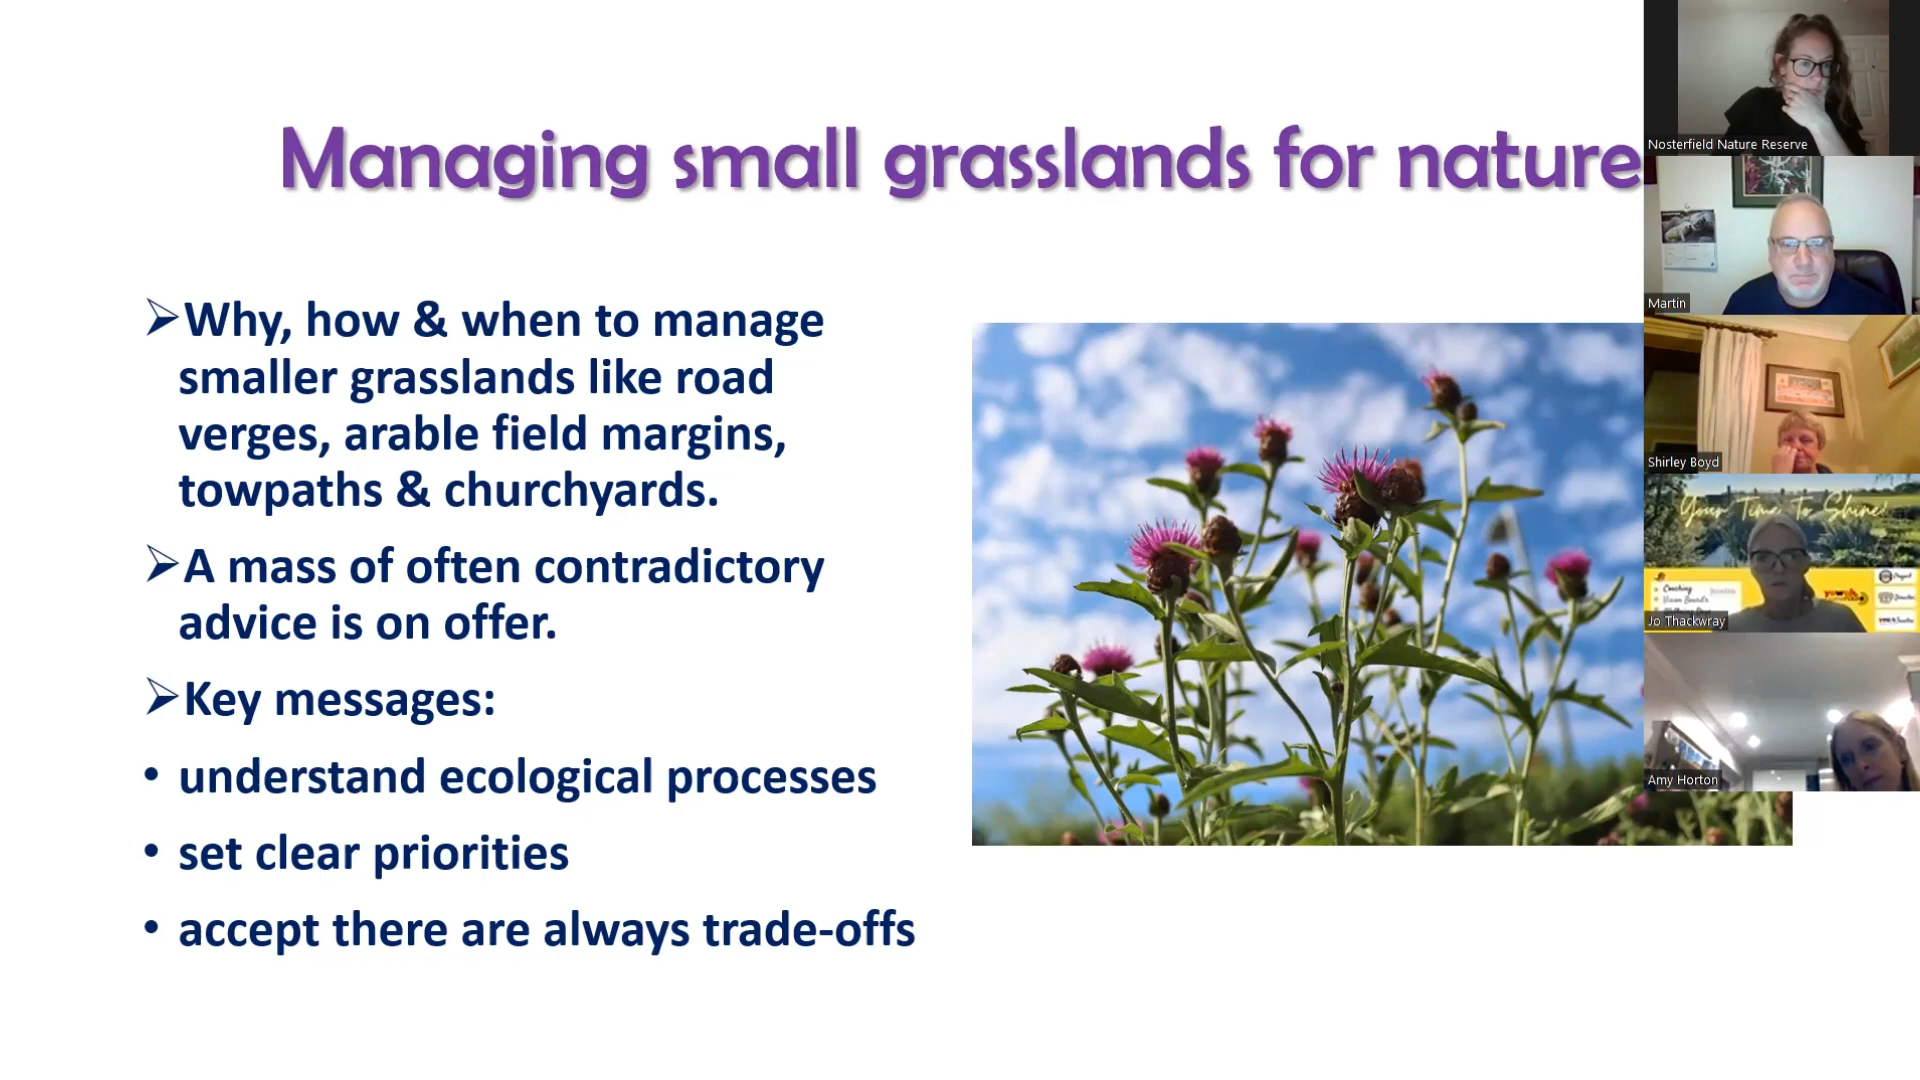 Managing small grasslands for nature
➢Why, how & when to manage
smaller grasslands like road
verges, arable field margins,
towpaths & churchyards.
➢A mass of often contradictory
advice is on offer.
➢Key messages:
• understand ecological processes
• set clear priorities
• accept there are always trade-offs
Nosterfield Nature Reserve
Martin
Shirley Boyd
Your Time To Shine!
Coaching
Jo Thackwray
Amy Horton